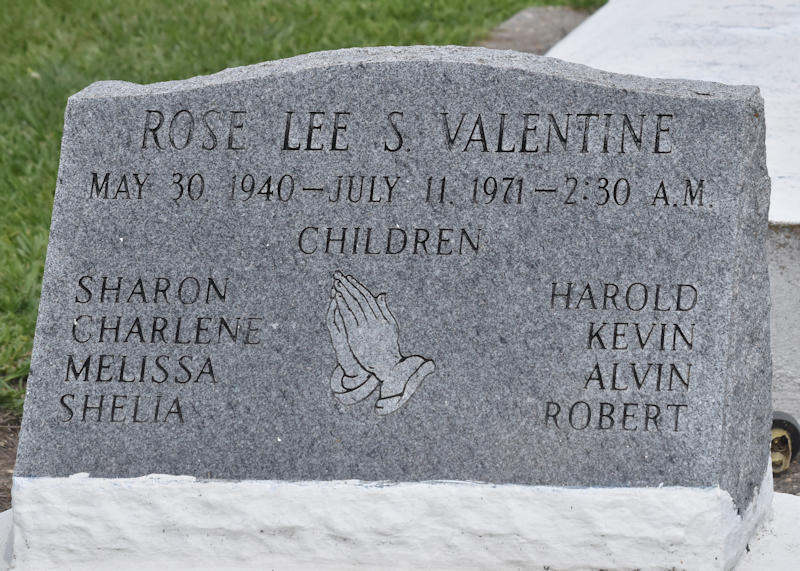 ROSE LEE S. VALENTINE
MAY 30 1940–JULY 11, 1971–2:30 A.M.
CHILDREN
SHARON HAROLD
CHARLENE KEVIN
MELISSA ALVIN
SHELIA ROBERT